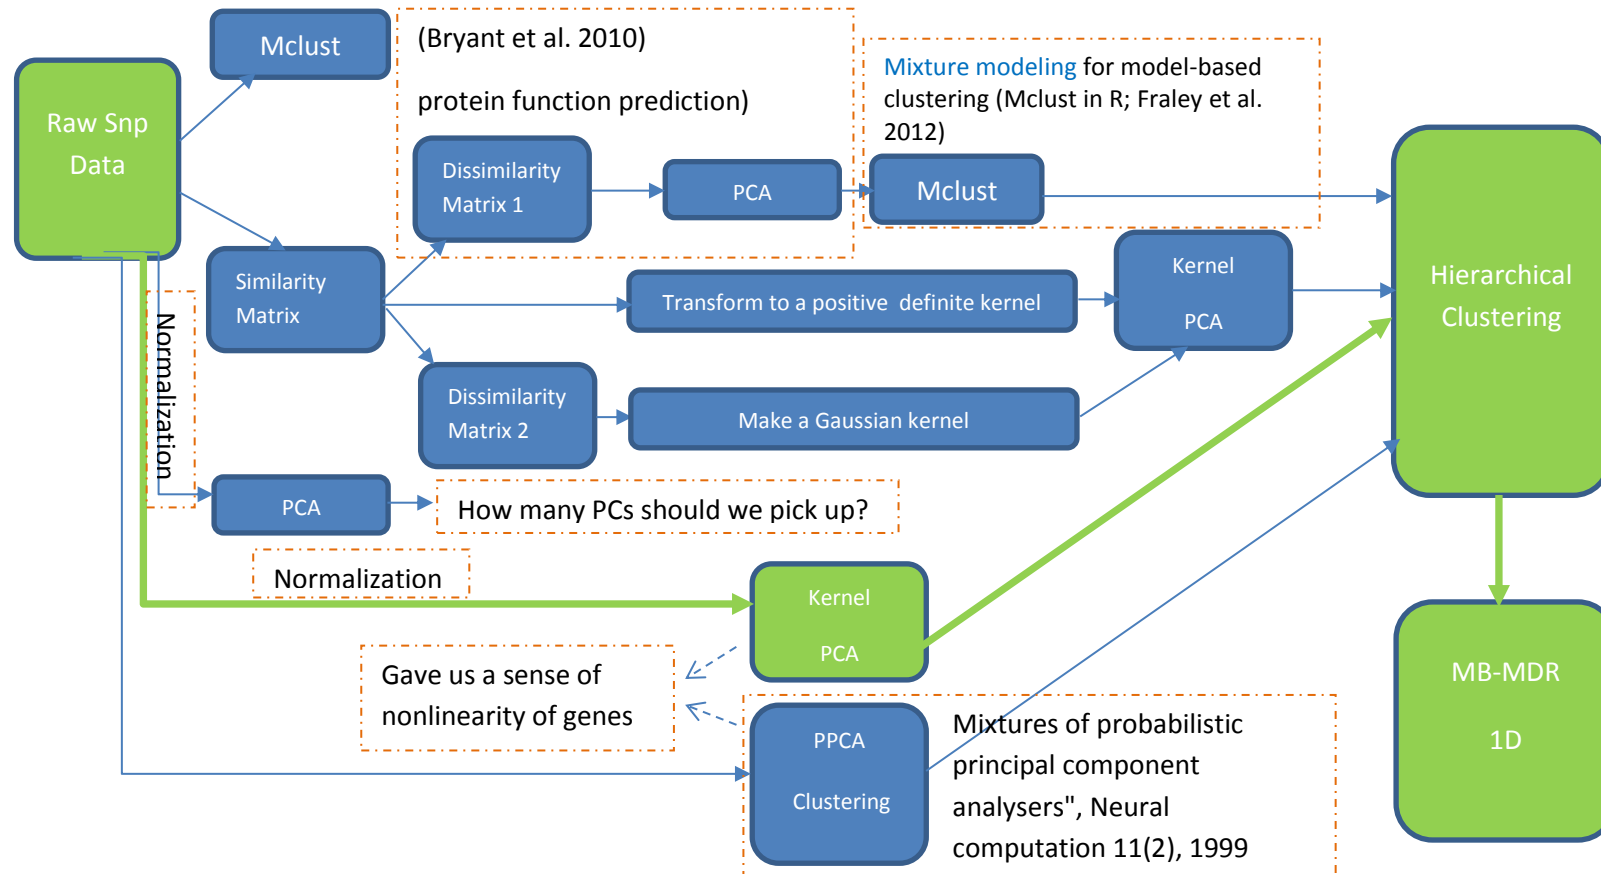 Mclust
(Bryant et al. 2010)
protein function prediction)
Mixture modeling for model-based
clustering (Mclust in R; Fraley et al.
2012)
Raw Snp
Data
Dissimilarity
Matrix 1
PCA
Mclust
Similarity
Matrix
Transform to a positive  definite kernel
Kernel
PCA
Hierarchical
Clustering
Normalization
Dissimilarity
Matrix 2
Make a Gaussian kernel
PCA
How many PCs should we pick up?
Normalization
Kernel
PCA
Gave us a sense of
nonlinearity of genes
PPCA
Clustering
Mixtures of probabilistic
principal component
analysers", Neural
computation 11(2), 1999
MB-MDR
1D